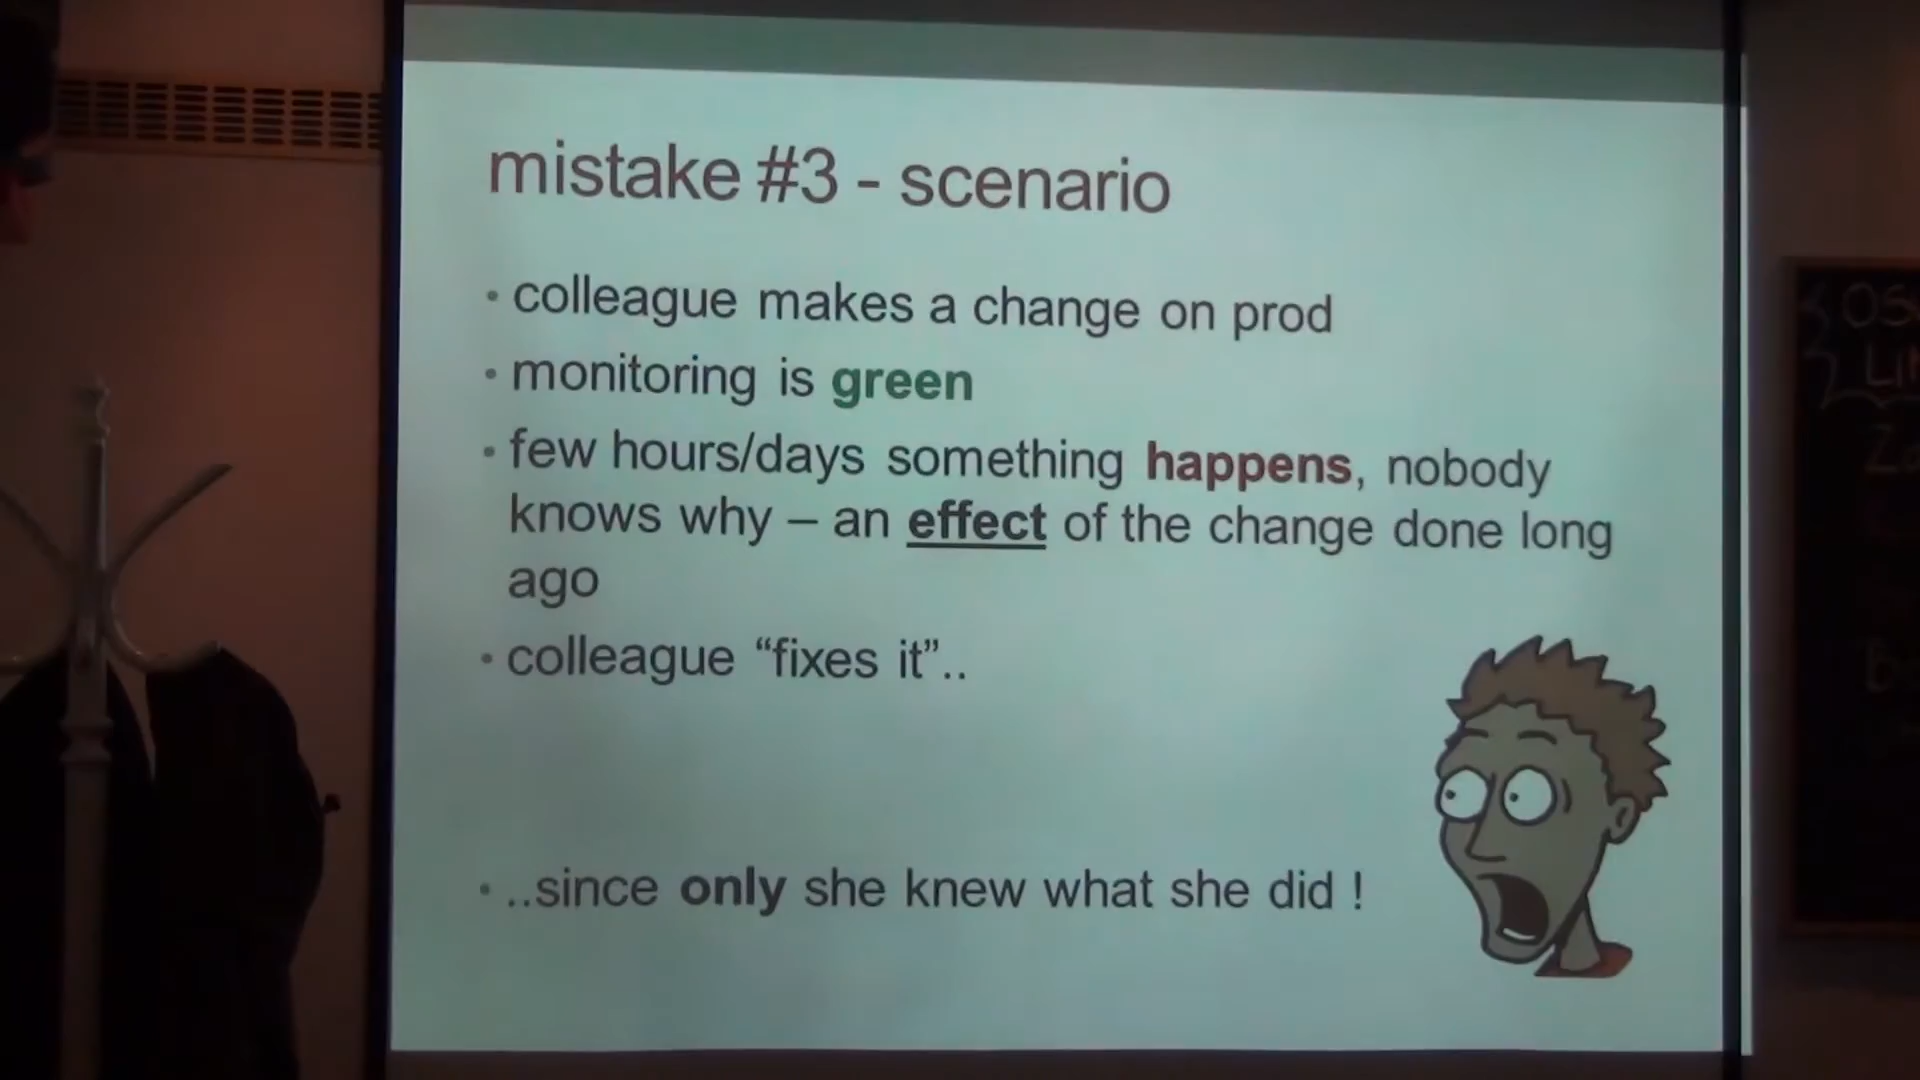 mistake #3 - scenario
• colleague makes a change on prod
• monitoring is green
• few hours/days something happens, nobody
knows why – an effect of the change done long
ago
• colleague “fixes it”..
• ..since only she knew what she did !